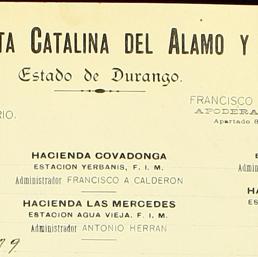 TA CATALINA DEL ALAMO Y
Estado de Durango.
FRANCISCO
APODERA
Apartado 8
RIO.
HACIENDA COVADONGA
ESTACION YERBANIS, F. I. M.
Administrador FRANCISCO A CALDERON
HACIENDA LAS MERCEDES
ESTACION AGUA VIEJA. F. I. M.
Administrador ANTONIO HERRAN
H